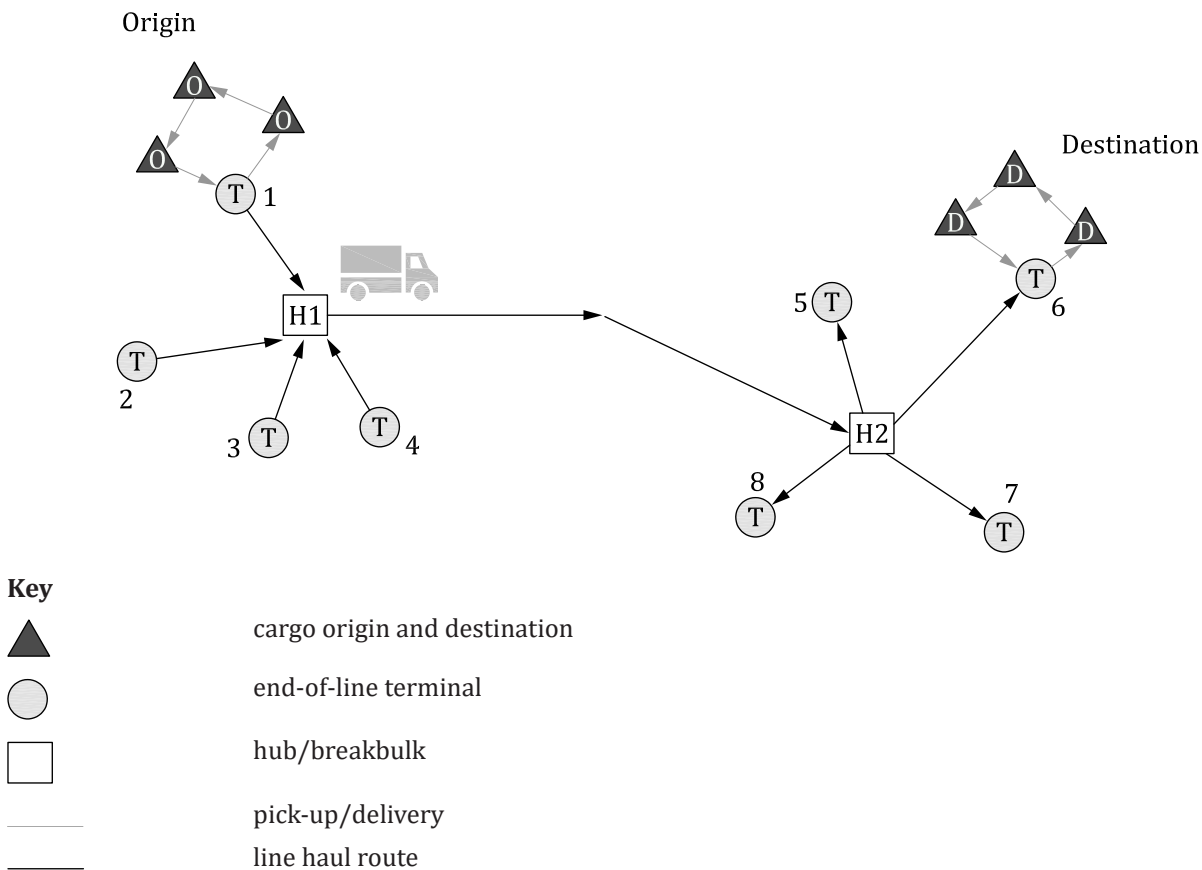 Origin
O
O
O
T 1
Destination
D
D
D
T
6
5 T
H1
T
2
3 T
T 4
H2
8
T
7
T
Key
cargo origin and destination
end-of-line terminal
hub/breakbulk
pick-up/delivery
line haul route